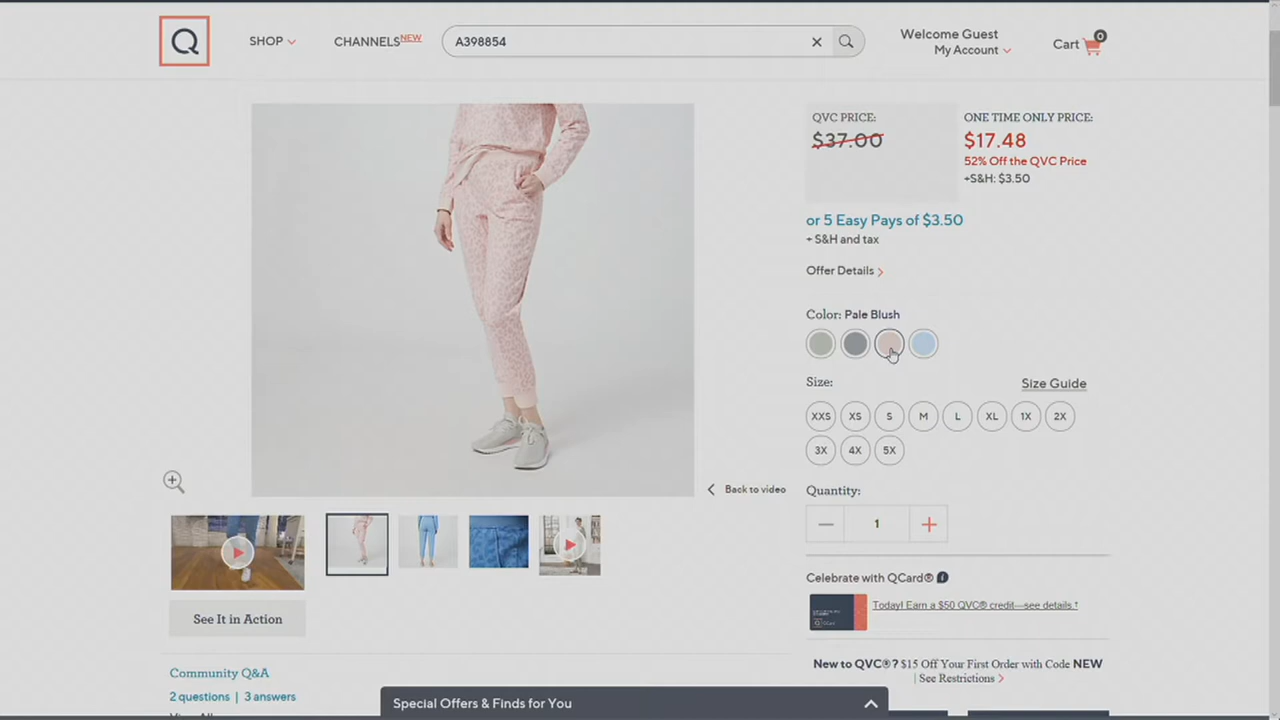 Q
SHOP
CHANNELS NEW
A398854
Welcome Guest
My Account
Cart
0
QVC PRICE:
$37.00
ONE TIME ONLY PRICE:
$17.48
52% Off the QVC Price
+S&H: $3.50
or 5 Easy Pays of $3.50
+ S&H and tax
Offer Details
Color: Pale Blush
Size:
Size Guide
XXS XS S M L XL 1X 2X
3X 4X 5X
Back to video
Quantity:
1
See It in Action
Celebrate with QCard®
Today! Earn a $50 QVC® credit—see details.†
New to QVC®? $15 Off Your First Order with Code NEW
| See Restrictions
Community Q&A
2 questions | 3 answers
Special Offers & Finds for You